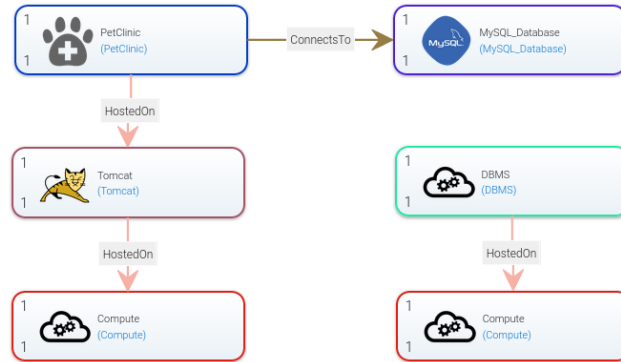 1
PetClinic
(PetClinic)
1
ConnectsTo
1
MySQL
MySQL_Database
(MySQL_Database)
1
HostedOn
1
Tomcat
(Tomcat)
1
1
DBMS
(DBMS)
1
HostedOn
HostedOn
1
Compute
(Compute)
1
1
Compute
(Compute)
1